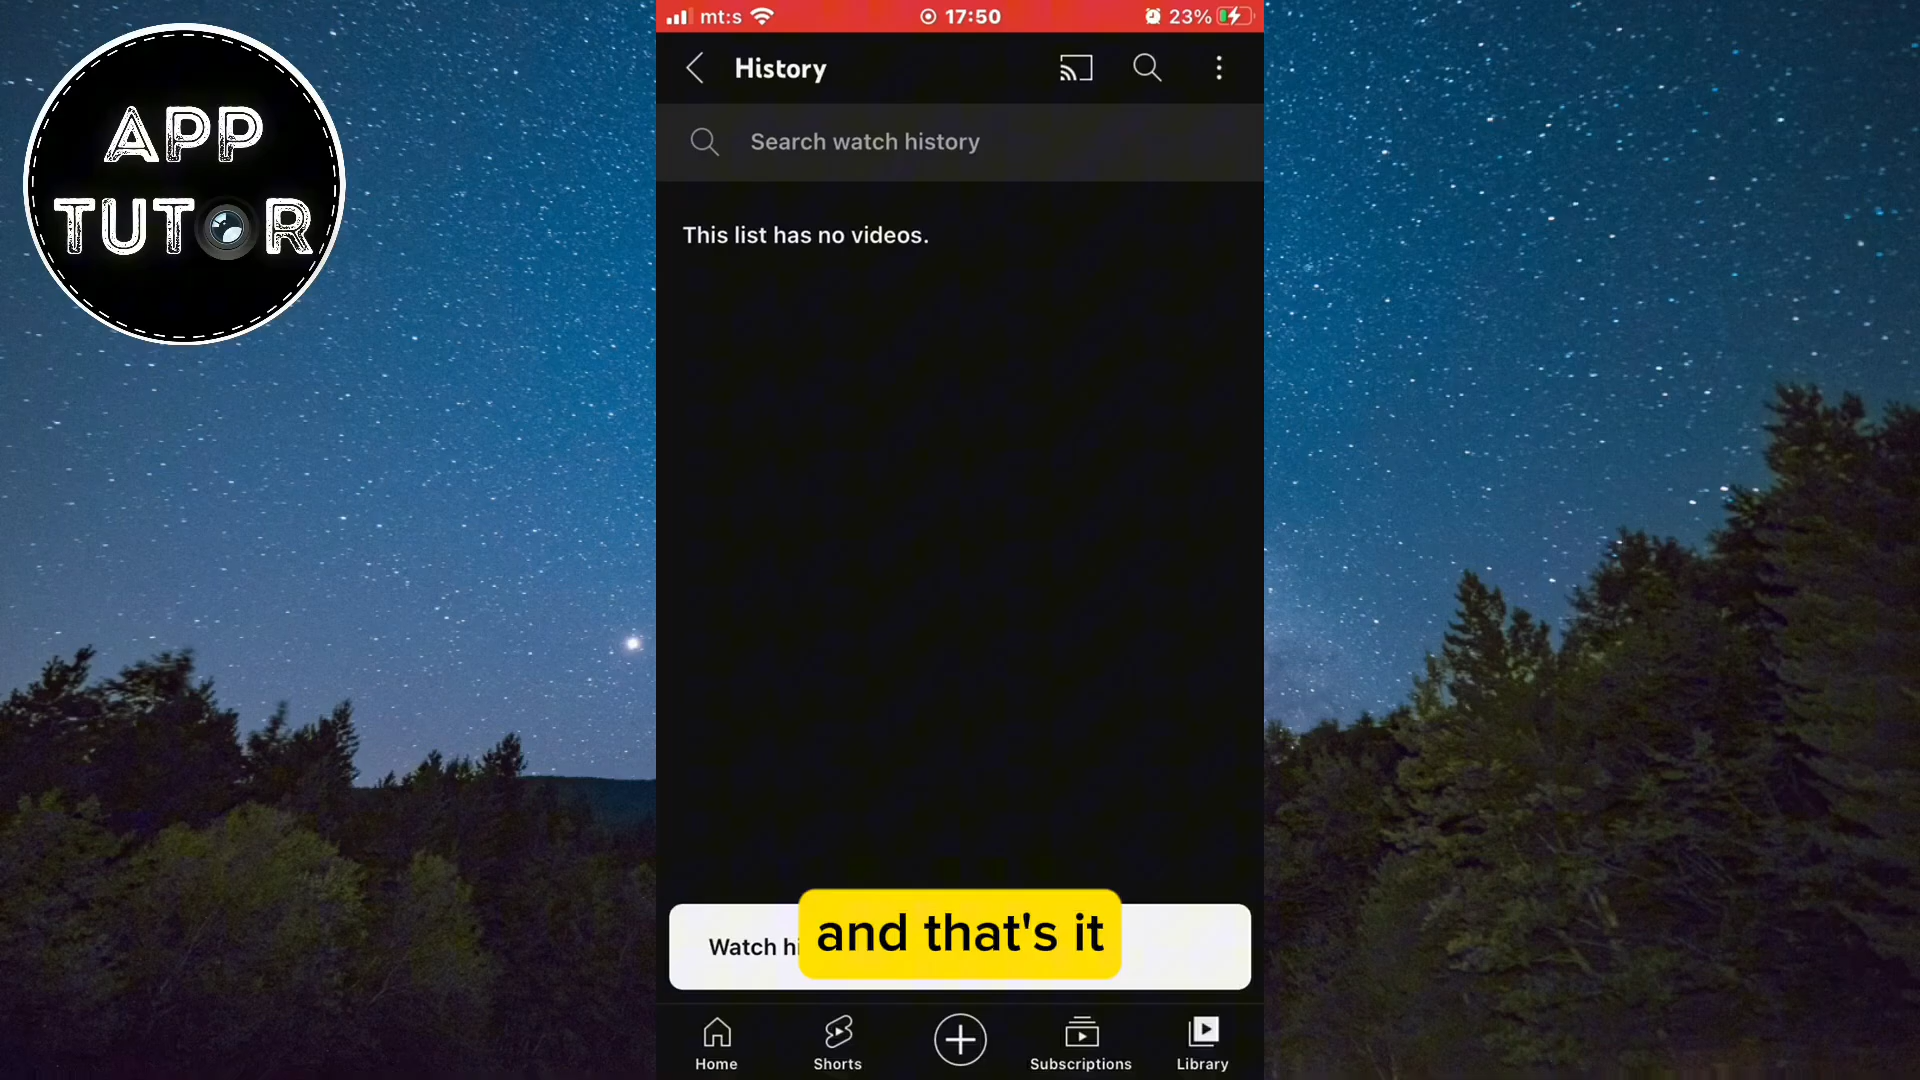 APP
TUTOR
mt:s
17:50
23%
History
Search watch history
This list has no videos.
Watch
and that's it
Home
Shorts
Subscriptions
Library